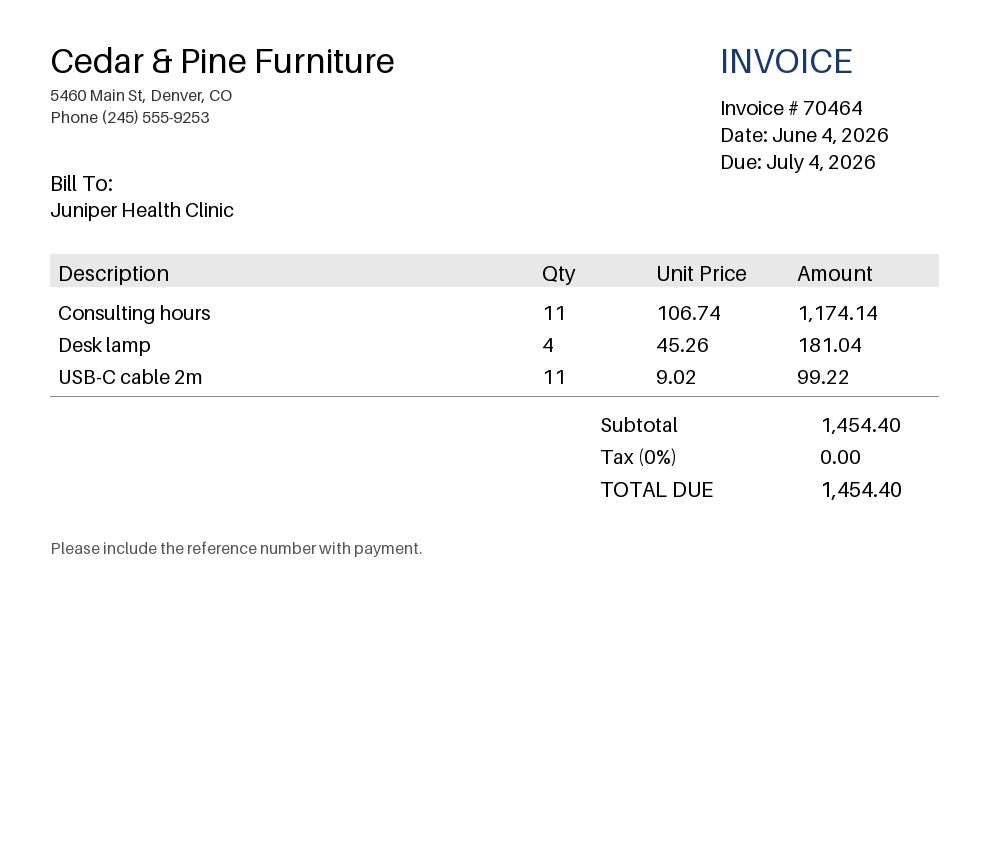 Cedar & Pine Furniture
5460 Main St, Denver, CO
Phone (245) 555-9253
INVOICE
Invoice # 70464
Date: June 4, 2026
Due: July 4, 2026
Bill To:
Juniper Health Clinic
Description Qty Unit Price Amount
Consulting hours 11 106.74 1,174.14
Desk lamp 4 45.26 181.04
USB-C cable 2m 11 9.02 99.22
Subtotal 1,454.40
Tax (0%) 0.00
TOTAL DUE 1,454.40
Please include the reference number with payment.